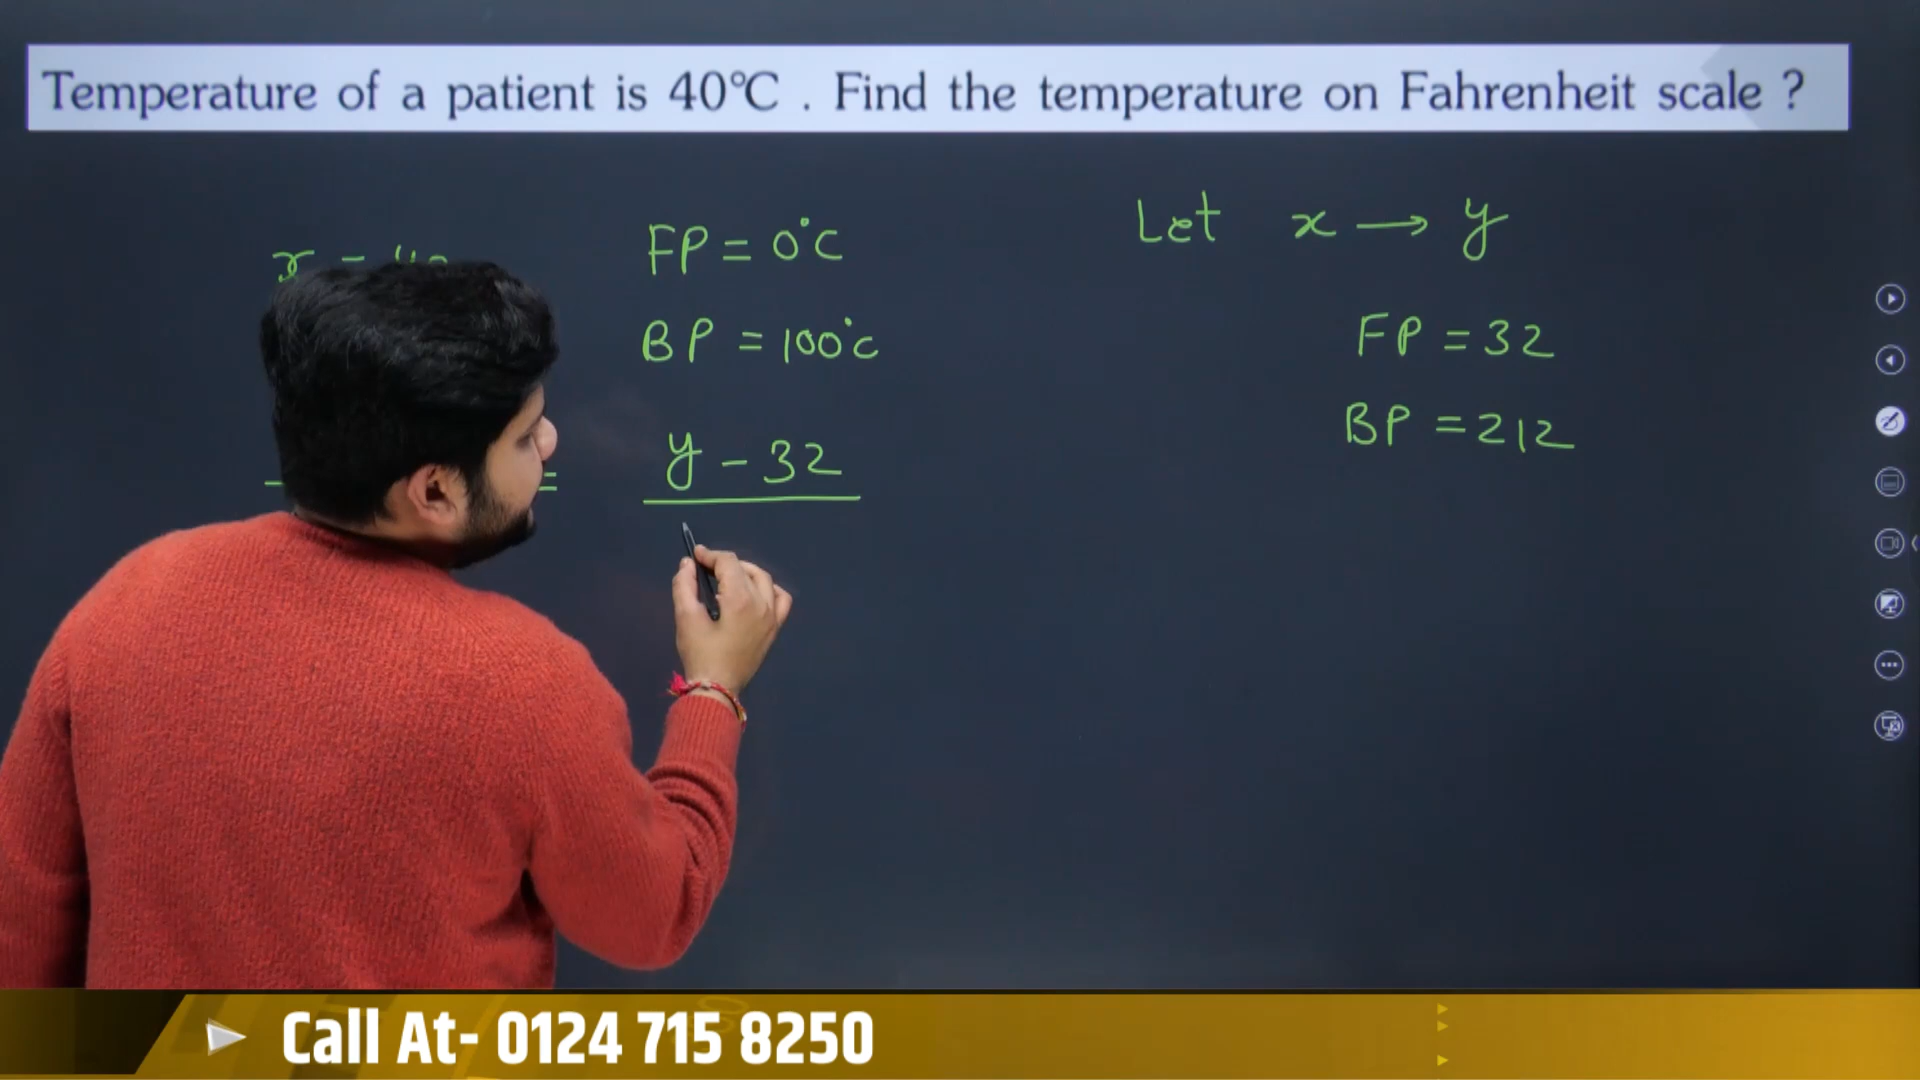 Temperature of a patient is 40°C . Find the temperature on Fahrenheit scale ?
Let x → y
FP = 0°C
BP = 100°C
FP = 32
BP = 212
= y - 32
Call At- 0124 715 8250